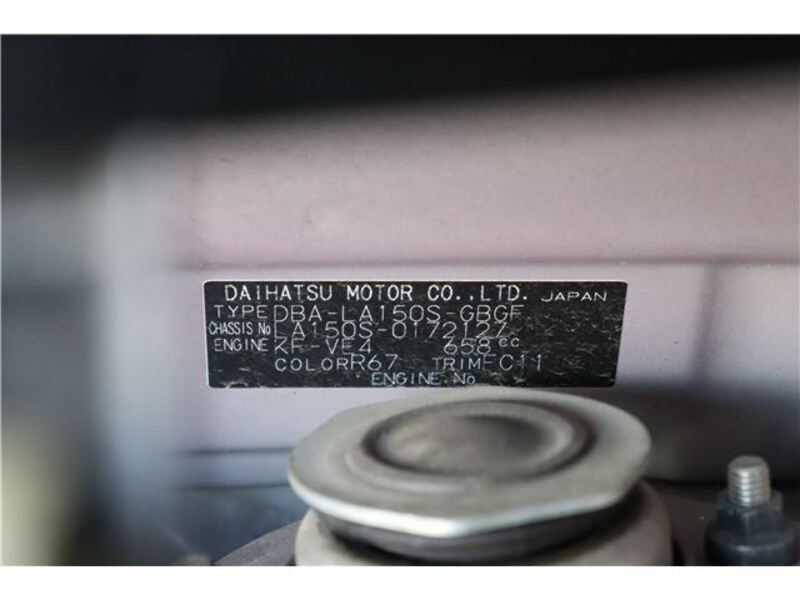 DAIHATSU MOTOR CO.,LTD. JAPAN
TYPE DBA-LA150S-GBGF
CHASSIS No LA150S-0172127
ENGINE KF-VE4 658cc
COLOR R67 TRIM FC11
ENGINE No